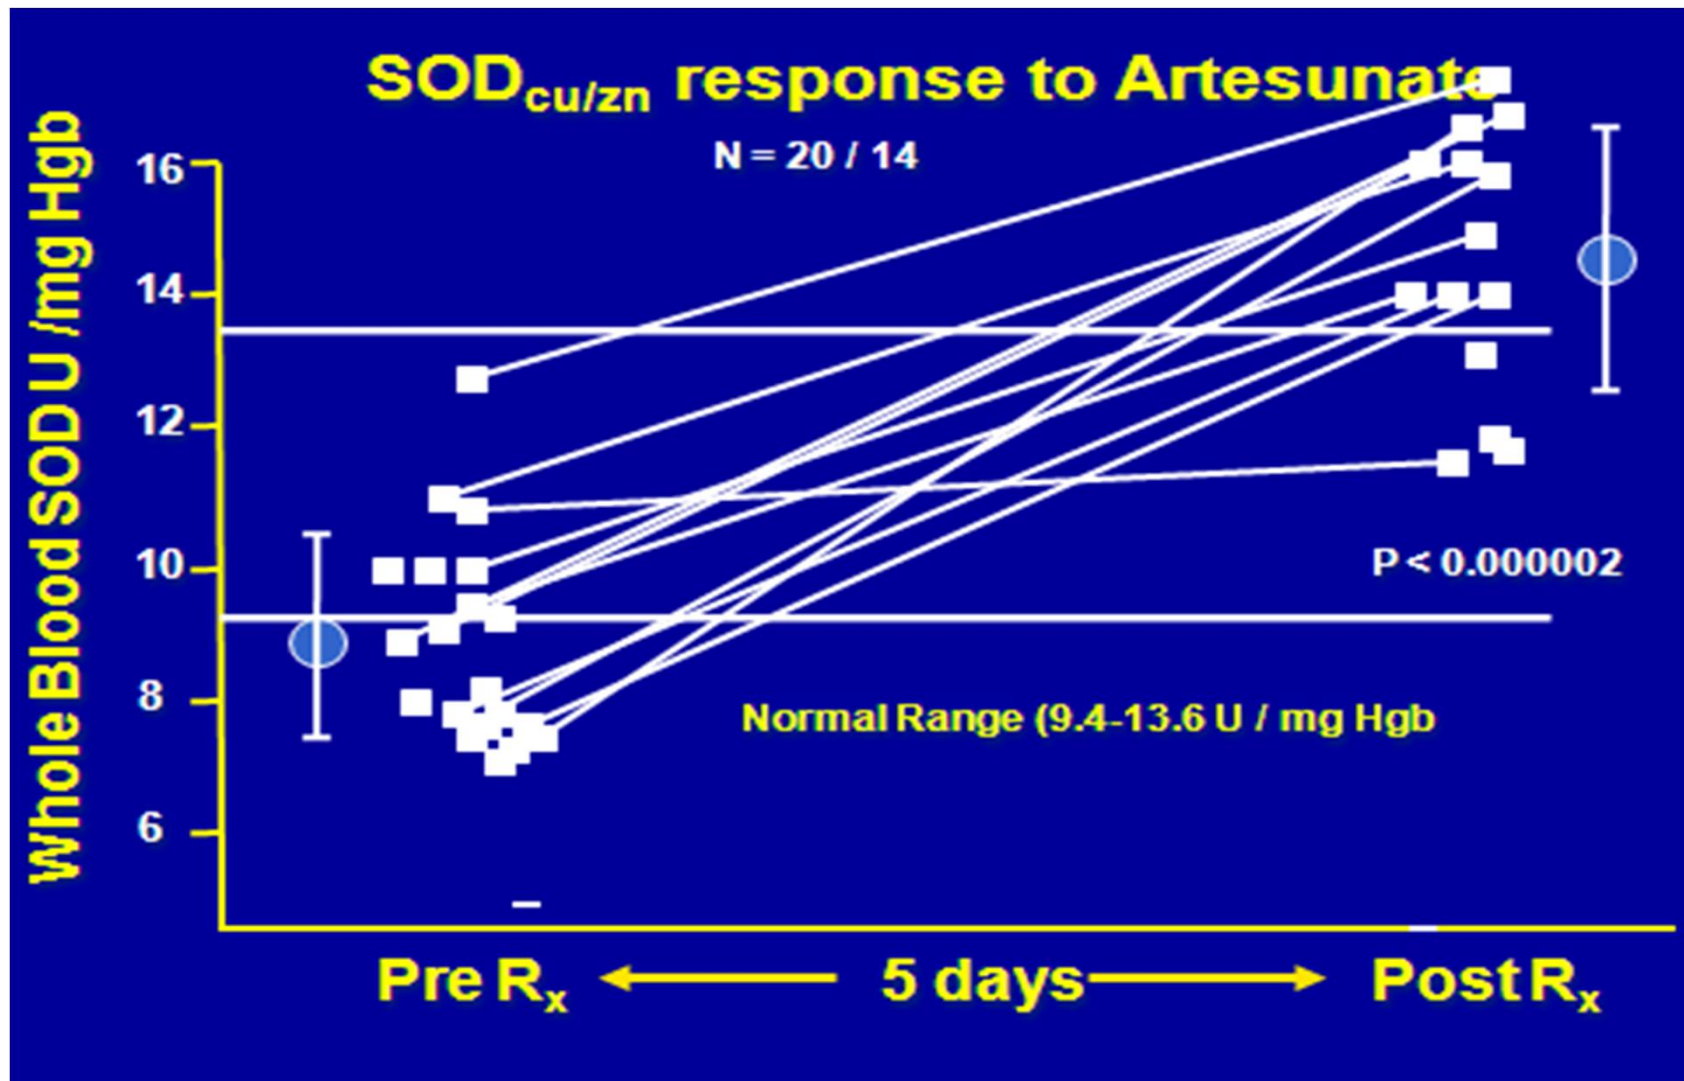 SODcu/zn response to Artesunate
N = 20 / 14
Whole Blood SOD U /mg Hgb
16
14
12
10
8
6
P < 0.000002
Normal Range (9.4-13.6 U / mg Hgb
Pre Rx 5 days Post Rx